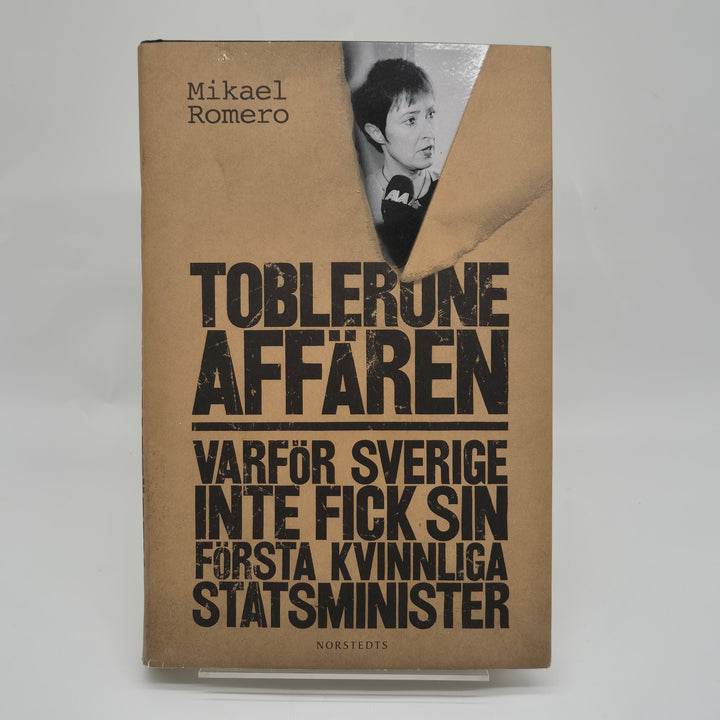 Mikael
Romero
TOBLERONE
AFFÄREN
VARFÖR SVERIGE
INTE FICK SIN
FÖRSTA KVINNLIGA
STATSMINISTER
NORSTEDTS